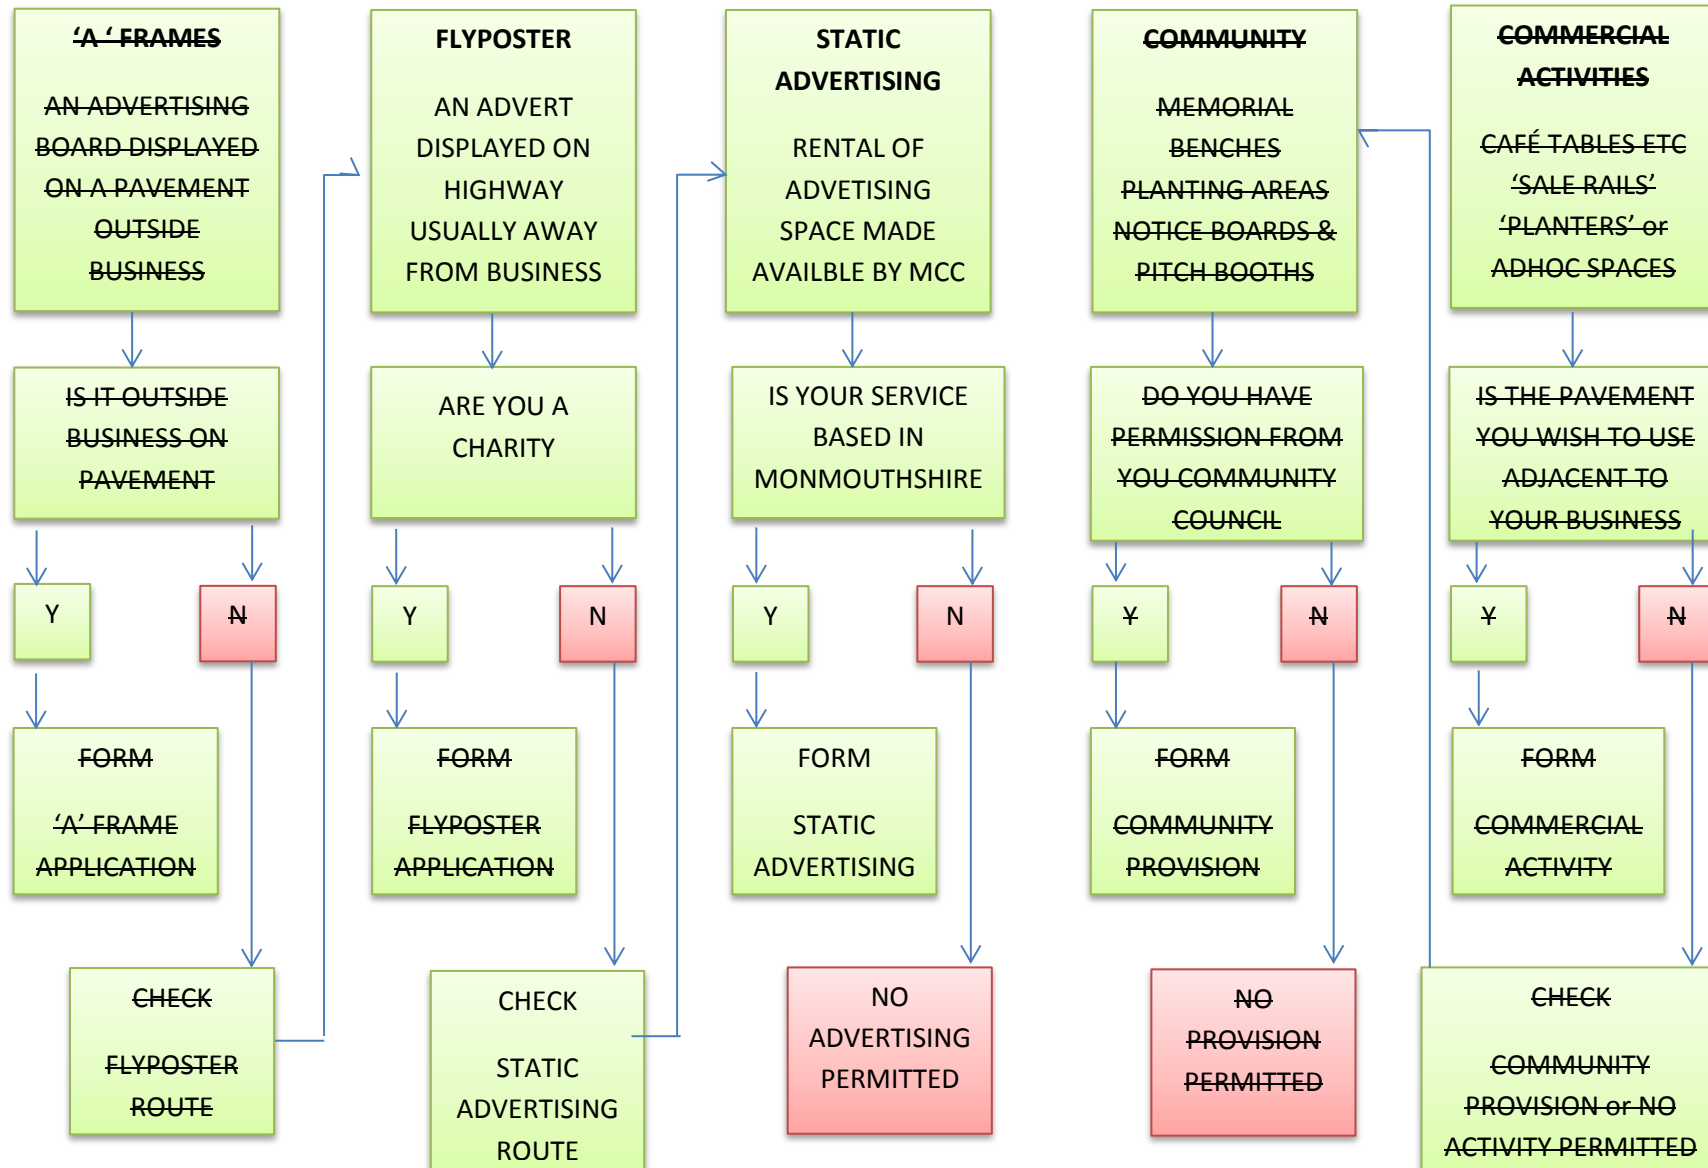 ‘A ‘ FRAMES
AN ADVERTISING
BOARD DISPLAYED
ON A PAVEMENT
OUTSIDE
BUSINESS
IS IT OUTSIDE
BUSINESS ON
PAVEMENT
Y
N
FORM
‘A’ FRAME
APPLICATION
CHECK
FLYPOSTER
ROUTE
FLYPOSTER
AN ADVERT
DISPLAYED ON
HIGHWAY
USUALLY AWAY
FROM BUSINESS
ARE YOU A
CHARITY
Y
N
FORM
FLYPOSTER
APPLICATION
CHECK
STATIC
ADVERTISING
ROUTE
STATIC
ADVERTISING
RENTAL OF
ADVETISING
SPACE MADE
AVAILBLE BY MCC
IS YOUR SERVICE
BASED IN
MONMOUTHSHIRE
Y
N
FORM
STATIC
ADVERTISING
NO
ADVERTISING
PERMITTED
COMMUNITY
MEMORIAL
BENCHES
PLANTING AREAS
NOTICE BOARDS &
PITCH BOOTHS
DO YOU HAVE
PERMISSION FROM
YOU COMMUNITY
COUNCIL
Y
N
FORM
COMMUNITY
PROVISION
NO
PROVISION
PERMITTED
COMMERCIAL
ACTIVITIES
CAFÉ TABLES ETC
‘SALE RAILS’
‘PLANTERS’ or
ADHOC SPACES
IS THE PAVEMENT
YOU WISH TO USE
ADJACENT TO
YOUR BUSINESS
Y
N
FORM
COMMERCIAL
ACTIVITY
CHECK
COMMUNITY
PROVISION or NO
ACTIVITY PERMITTED